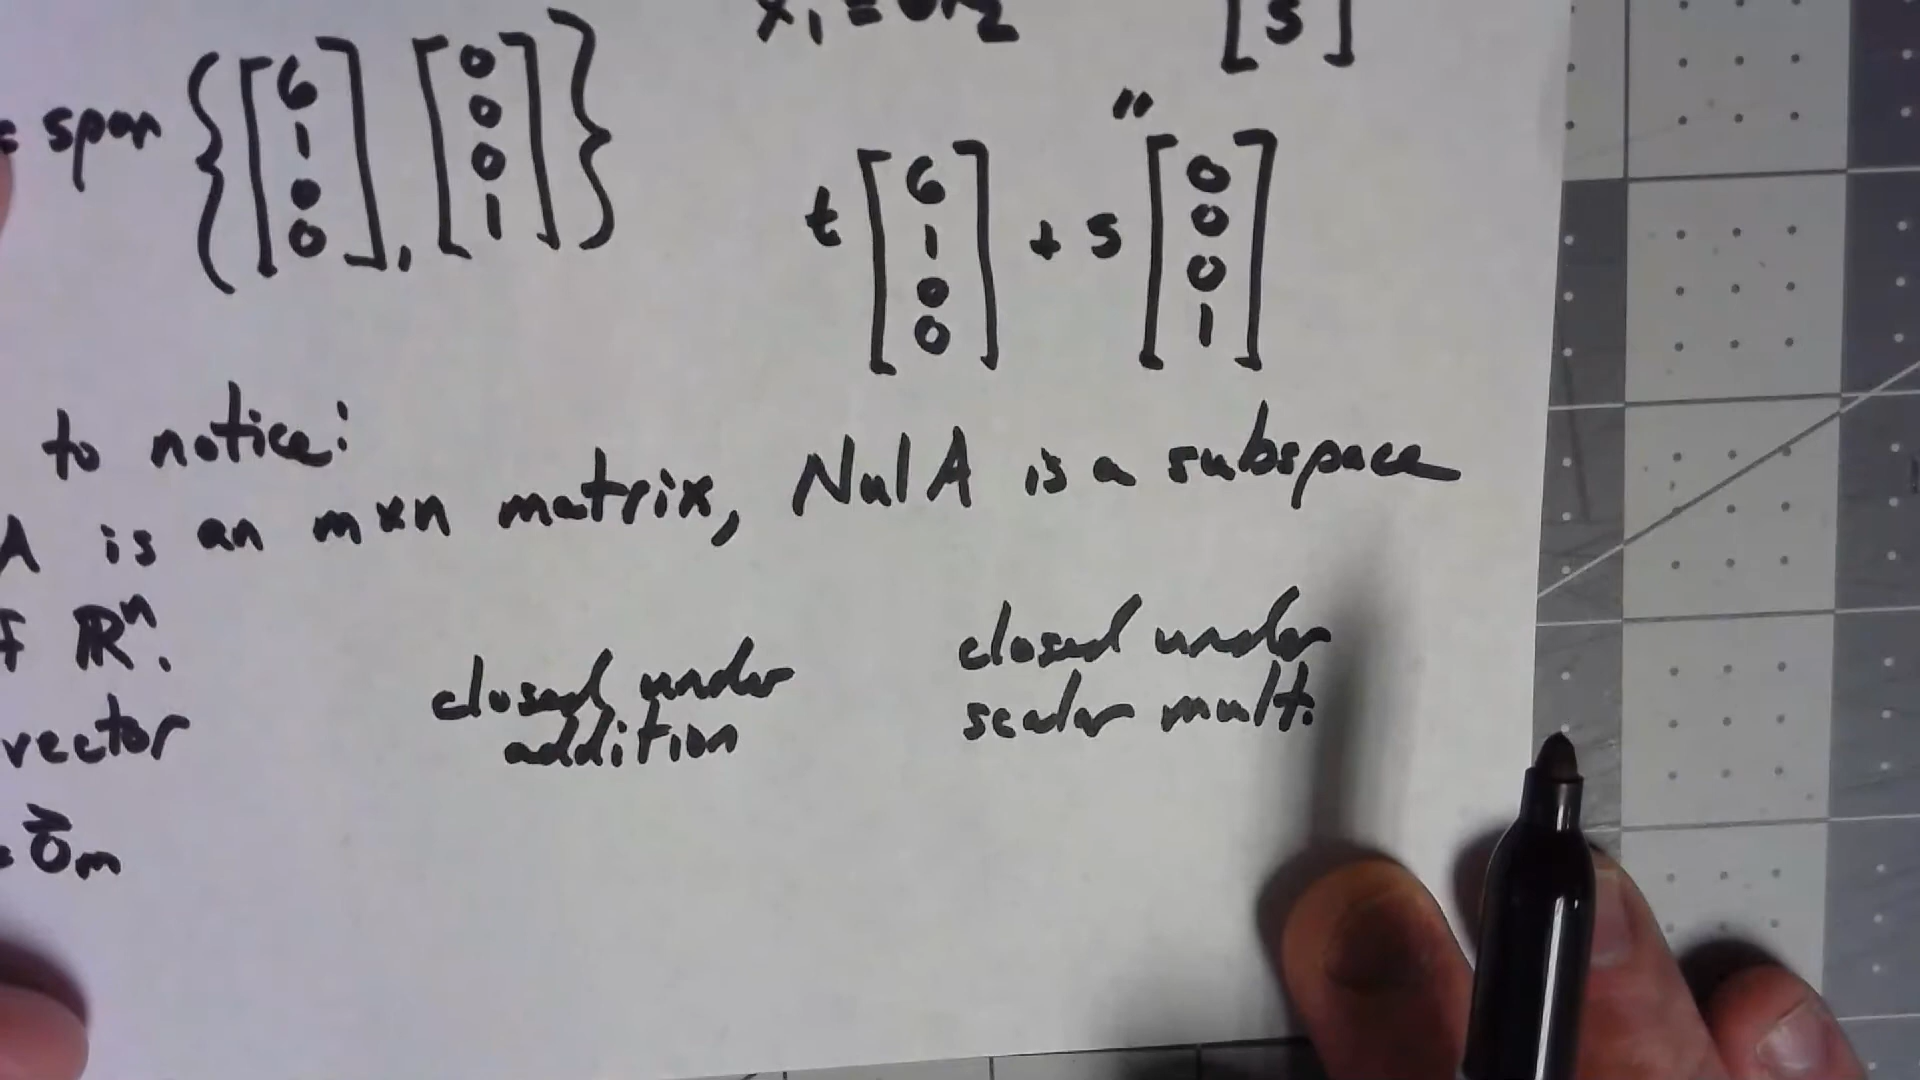 x₁ = 6x₂
[s]
= span { [6 1 0 0], [0 0 0 1] }
"
t [6 1 0 0] + s [0 0 0 1]
to notice:
A is an m×n matrix, Nul A is a subspace
f ℝⁿ.
vector
closed under addition
closed under scalar mult.
= 0⃗m